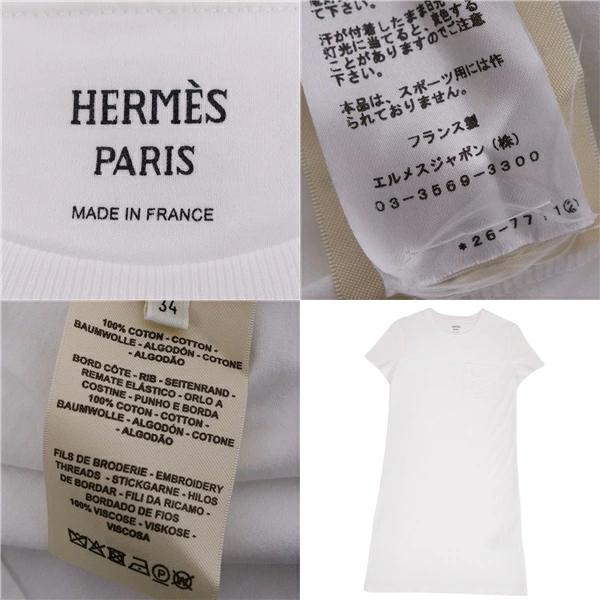 HERMÈS
PARIS
MADE IN FRANCE
汗が付着したまま日光
灯光に当てると、黄色する
ことがありますのでご注意
下さい。
本品は、スポーツ用には作
られておりません。
フランス製
エルメスジャポン(株)
03-3569-3300
34
100% COTON - COTTON -
BAUMWOLLE - ALGODÓN - COTONE
- ALGODÃO
BORD CÔTE - RIB - SEITENRAND -
REMATE ELÁSTICO - ORLO A
COSTINE - PUNHO E BORDA
100% COTON - COTTON -
BAUMWOLLE - ALGODÓN - COTONE
- ALGODÃO
FILS DE BRODERIE - EMBROIDERY
THREADS - STICKGARNE - HILOS
DE BORDAR - FILI DA RICAMO -
BORDADO DE FIOS
100% VISCOSE - VISKOSE -
VISCOSA
HERMÈS